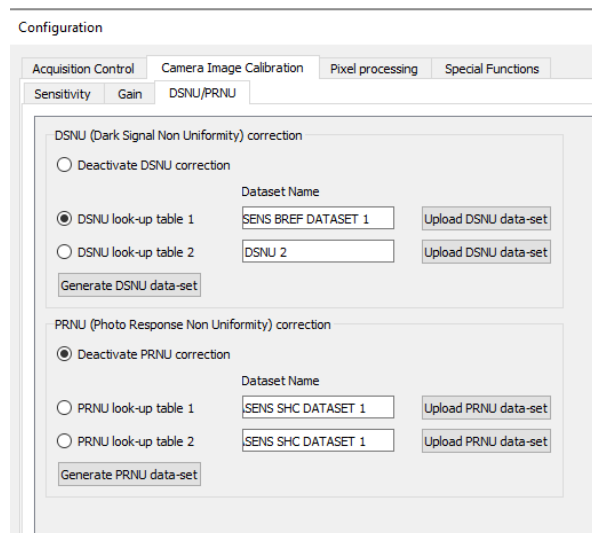 Configuration
Acquisition Control Camera Image Calibration Pixel processing Special Functions
Sensitivity Gain DSNU/PRNU
DSNU (Dark Signal Non Uniformity) correction
Deactivate DSNU correction
Dataset Name
DSNU look-up table 1 SENS BREF DATASET 1 Upload DSNU data-set
DSNU look-up table 2 DSNU 2 Upload DSNU data-set
Generate DSNU data-set
PRNU (Photo Response Non Uniformity) correction
Deactivate PRNU correction
Dataset Name
PRNU look-up table 1 .SENS SHC DATASET 1 Upload PRNU data-set
PRNU look-up table 2 .SENS SHC DATASET 1 Upload PRNU data-set
Generate PRNU data-set